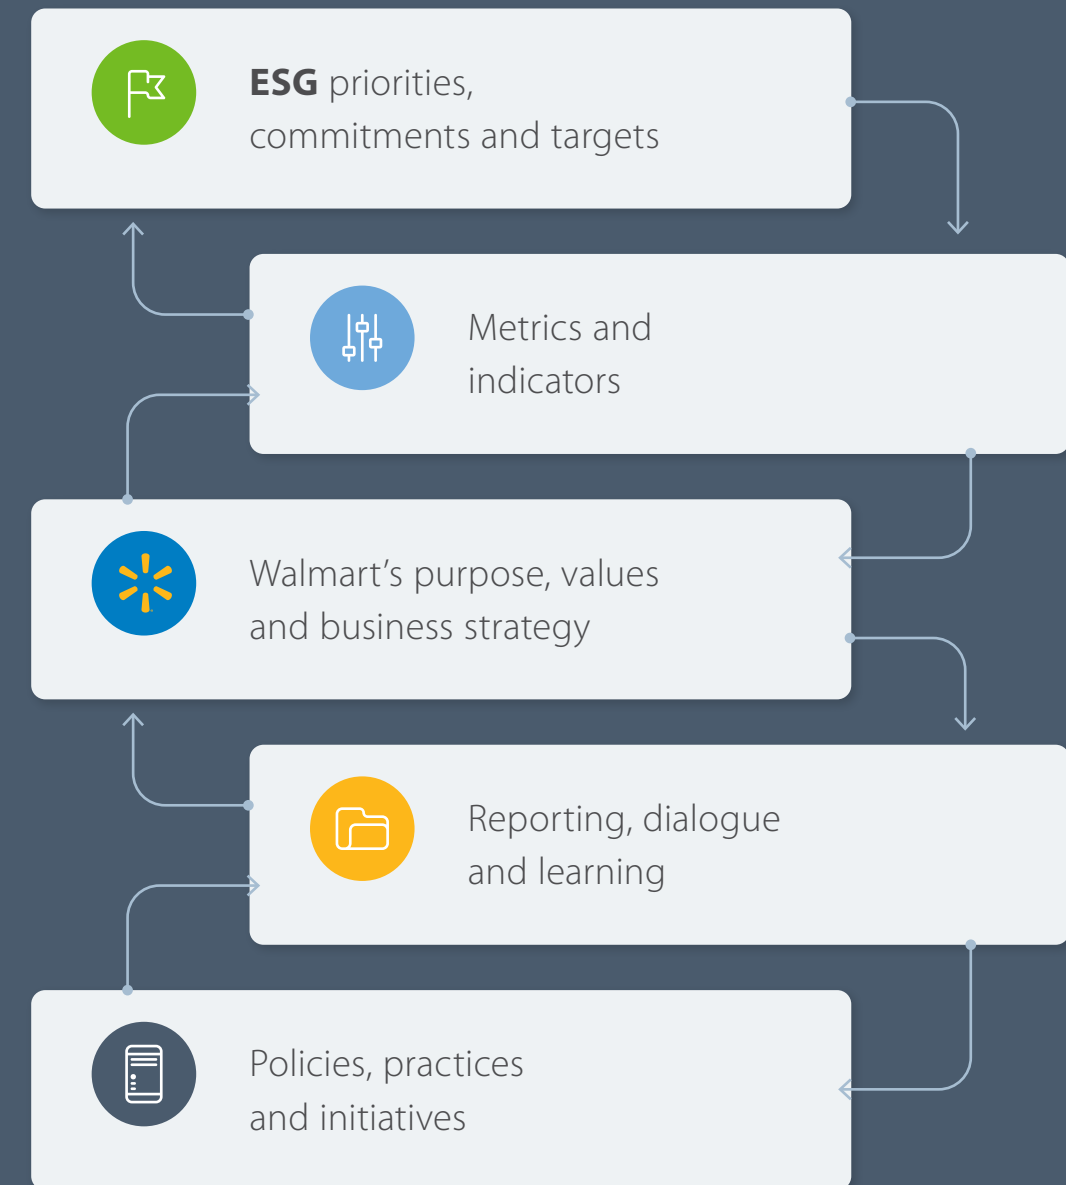 ESG priorities,
commitments and targets
Metrics and
indicators
Walmart’s purpose, values
and business strategy
Reporting, dialogue
and learning
Policies, practices
and initiatives